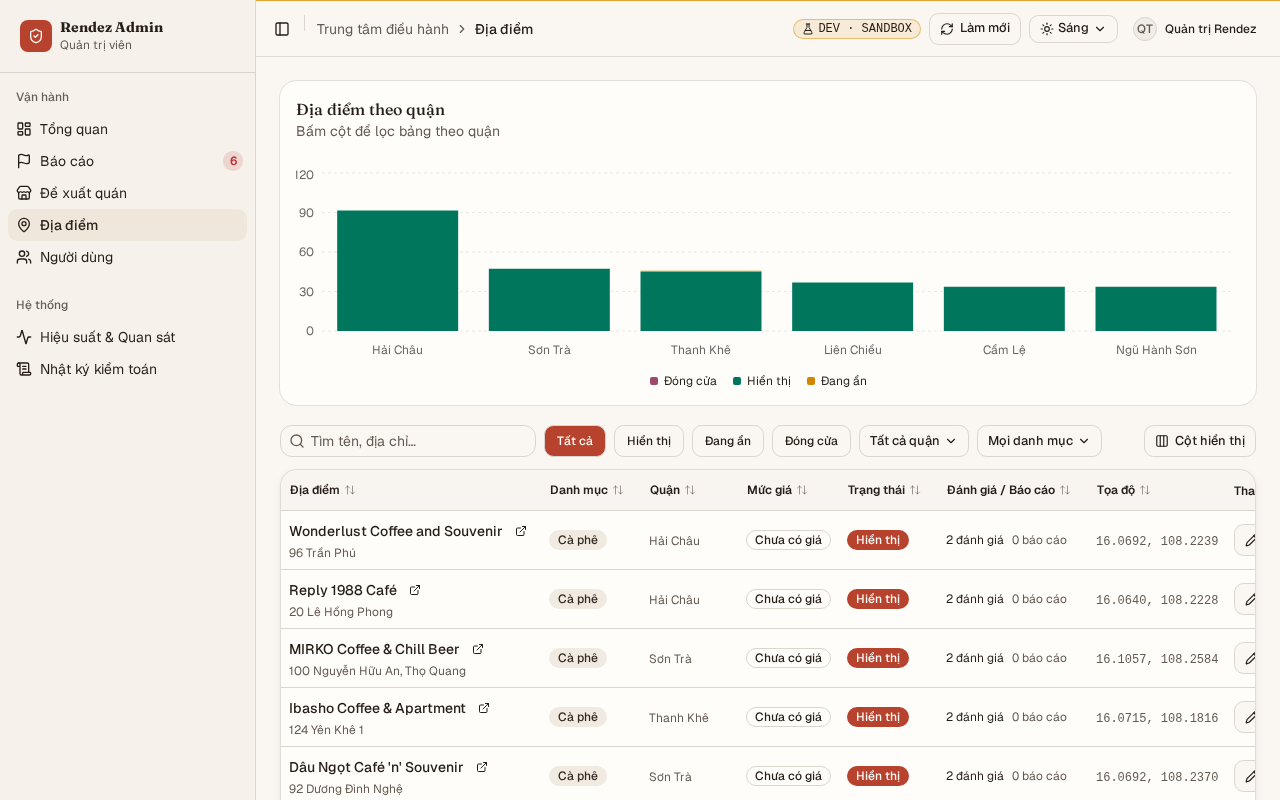 Rendez Admin
Quản trị viên
Vận hành
Tổng quan
Báo cáo 6
Đề xuất quán
Địa điểm
Người dùng
Hệ thống
Hiệu suất & Quan sát
Nhật ký kiểm toán
Trung tâm điều hành > Địa điểm
DEV · SANDBOX
Làm mới
Sáng
QT Quản trị Rendez
Địa điểm theo quận
Bấm cột để lọc bảng theo quận
120
90
60
30
0
Hải Châu Sơn Trà Thanh Khê Liên Chiểu Cẩm Lệ Ngũ Hành Sơn
Đóng cửa Hiển thị Đang ẩn
Tìm tên, địa chỉ... Tất cả Hiển thị Đang ẩn Đóng cửa Tất cả quận Mọi danh mục Cột hiển thị
Địa điểm Danh mục Quận Mức giá Trạng thái Đánh giá / Báo cáo Tọa độ Tha
Wonderlust Coffee and Souvenir Cà phê Hải Châu Chưa có giá Hiển thị 2 đánh giá 0 báo cáo 16.0692, 108.2239
96 Trần Phú
Reply 1988 Café Cà phê Hải Châu Chưa có giá Hiển thị 2 đánh giá 0 báo cáo 16.0640, 108.2228
20 Lê Hồng Phong
MIRKO Coffee & Chill Beer Cà phê Sơn Trà Chưa có giá Hiển thị 2 đánh giá 0 báo cáo 16.1057, 108.2584
100 Nguyễn Hữu An, Thọ Quang
Ibasho Coffee & Apartment Cà phê Thanh Khê Chưa có giá Hiển thị 2 đánh giá 0 báo cáo 16.0715, 108.1816
124 Yên Khê 1
Dâu Ngọt Café 'n' Souvenir Cà phê Sơn Trà Chưa có giá Hiển thị 2 đánh giá 0 báo cáo 16.0692, 108.2370
92 Dương Đình Nghệ